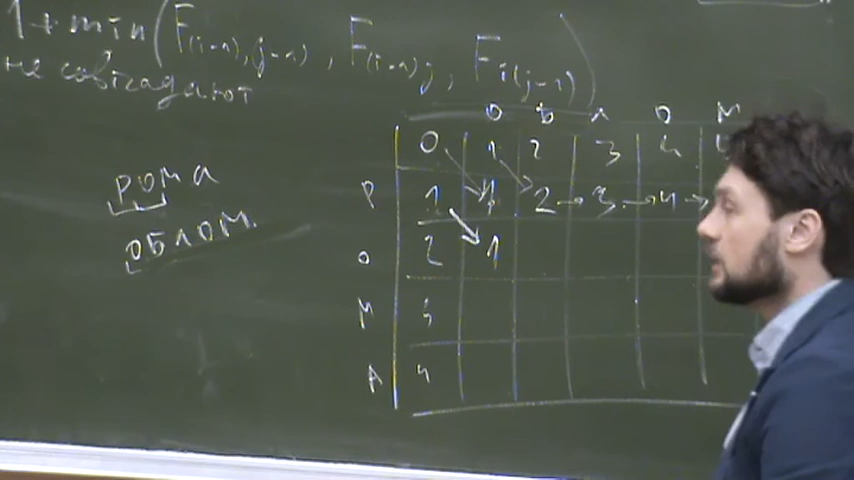 1 + min(F(i-1),(j-1), F(i-1)j, Fi(j-1))
не совпадают
РОМА
ОБЛОМ.
О Б Л О М
0 1 2 3 4 5
Р 1 1 2 → 3 → 4 →
О 2 1
М 3
А 4